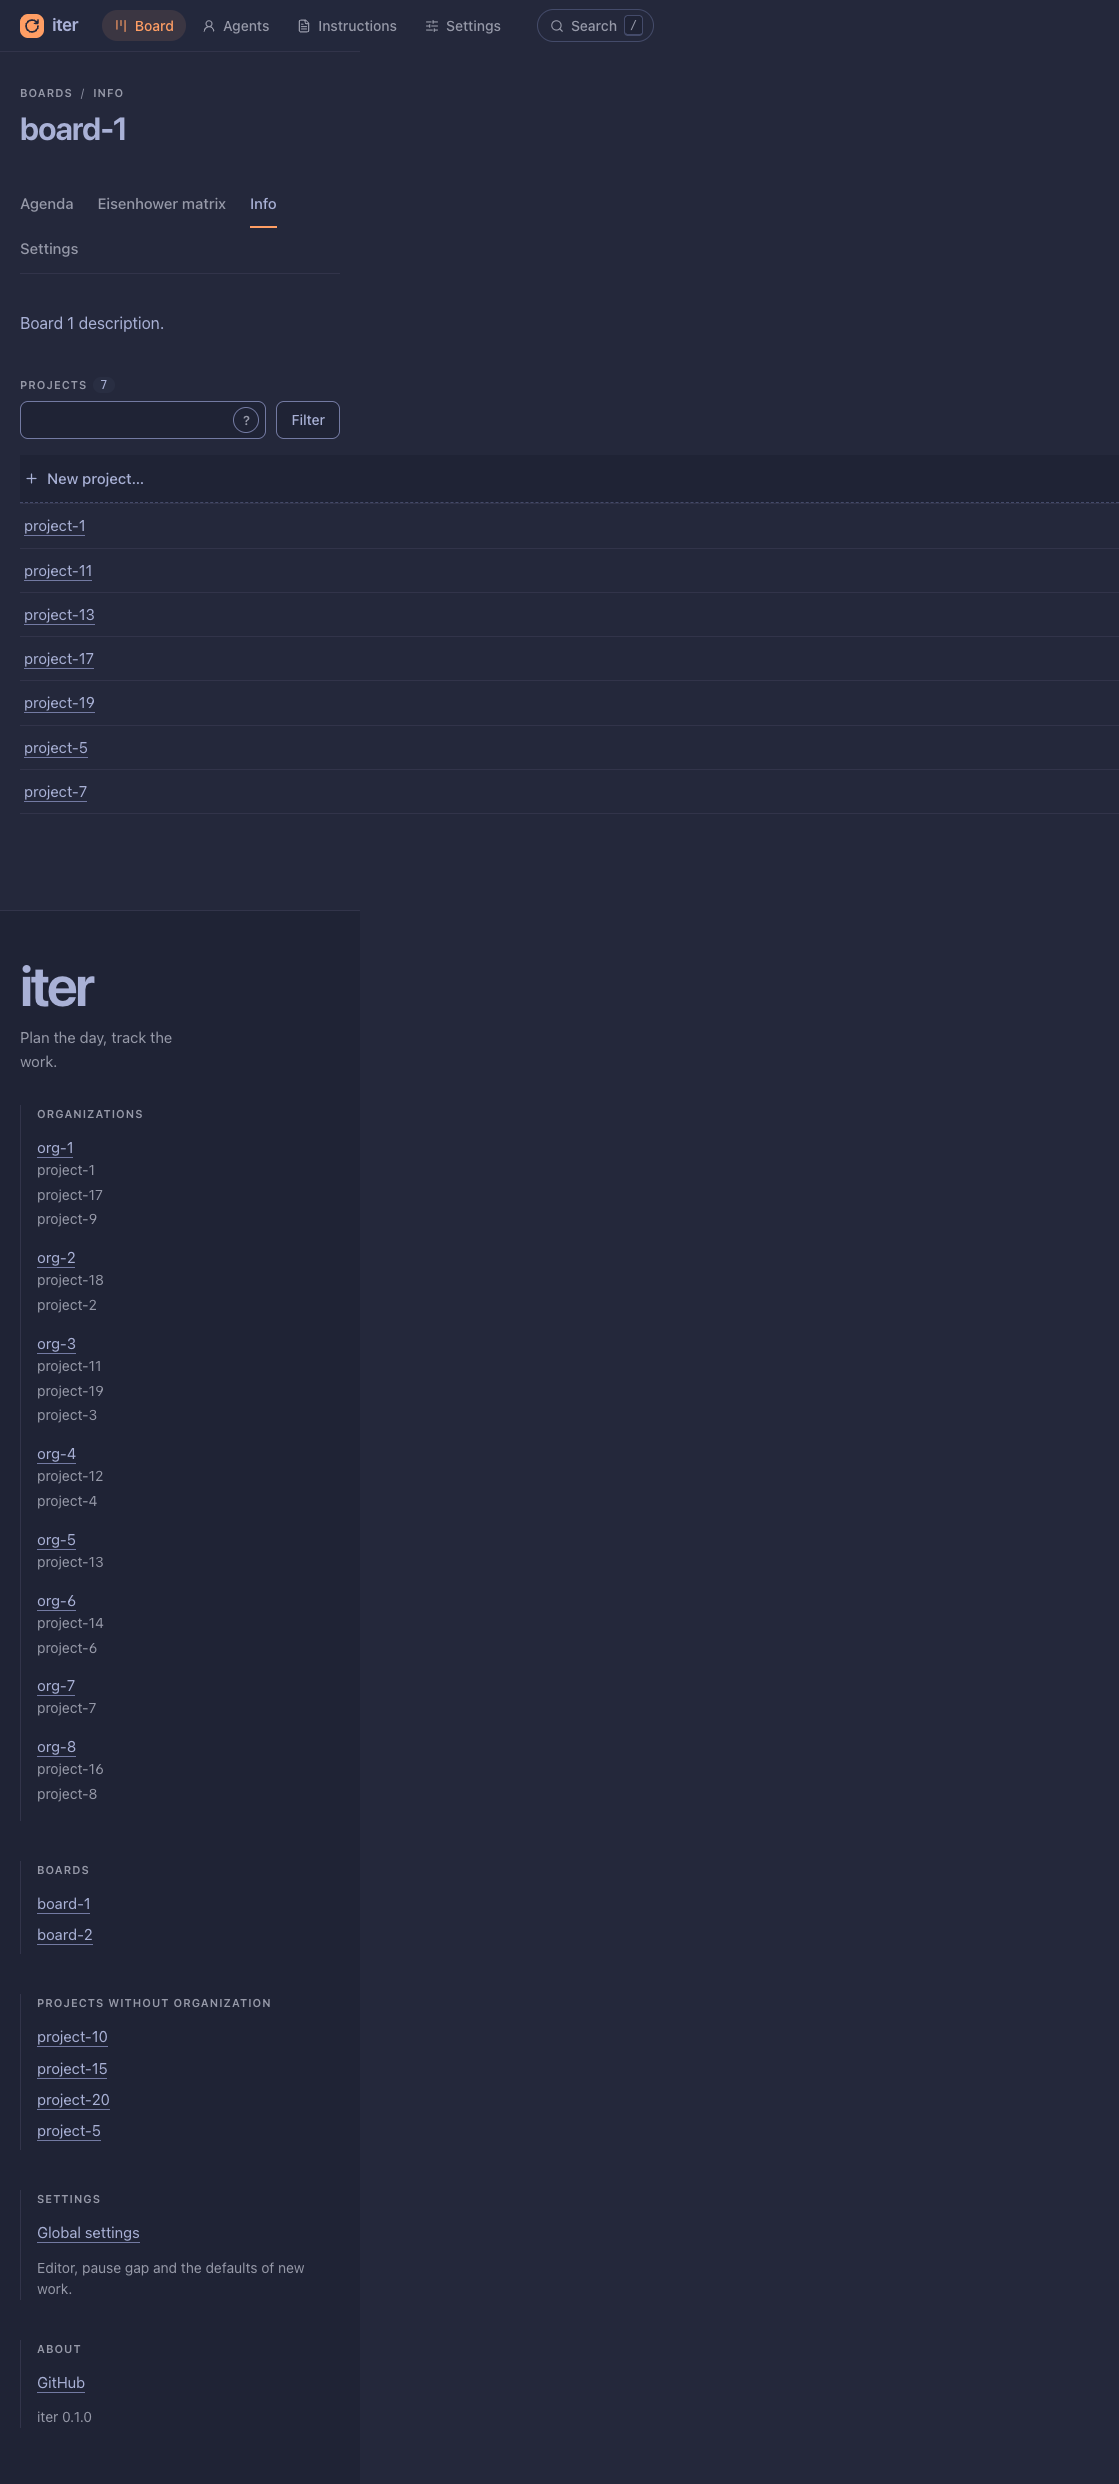 iter Board Agents Instructions Settings Search /
BOARDS / INFO
board-1
Agenda Eisenhower matrix Info
Settings
Board 1 description.
PROJECTS 7
? Filter
+ New project...
project-1
project-11
project-13
project-17
project-19
project-5
project-7
iter
Plan the day, track the
work.
ORGANIZATIONS
org-1
project-1
project-17
project-9
org-2
project-18
project-2
org-3
project-11
project-19
project-3
org-4
project-12
project-4
org-5
project-13
org-6
project-14
project-6
org-7
project-7
org-8
project-16
project-8
BOARDS
board-1
board-2
PROJECTS WITHOUT ORGANIZATION
project-10
project-15
project-20
project-5
SETTINGS
Global settings
Editor, pause gap and the defaults of new
work.
ABOUT
GitHub
iter 0.1.0